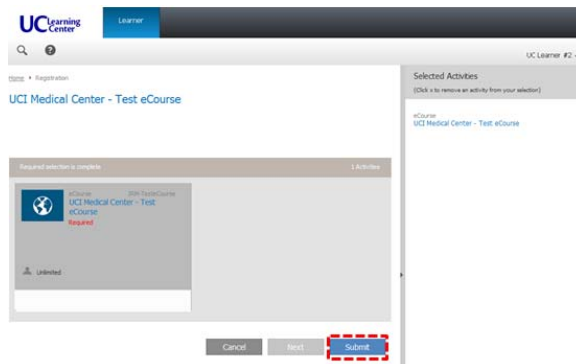 UC Learning Center
Learner
UC Learner #2
Home ▸ Registration
UCI Medical Center - Test eCourse
Required selection is complete
1 Activities
eCourse
UCI Medical Center - Test
eCourse
Required
Unlimited
Cancel
Next
Submit
Selected Activities
(Click x to remove an activity from your selection)
eCourse
UCI Medical Center - Test eCourse